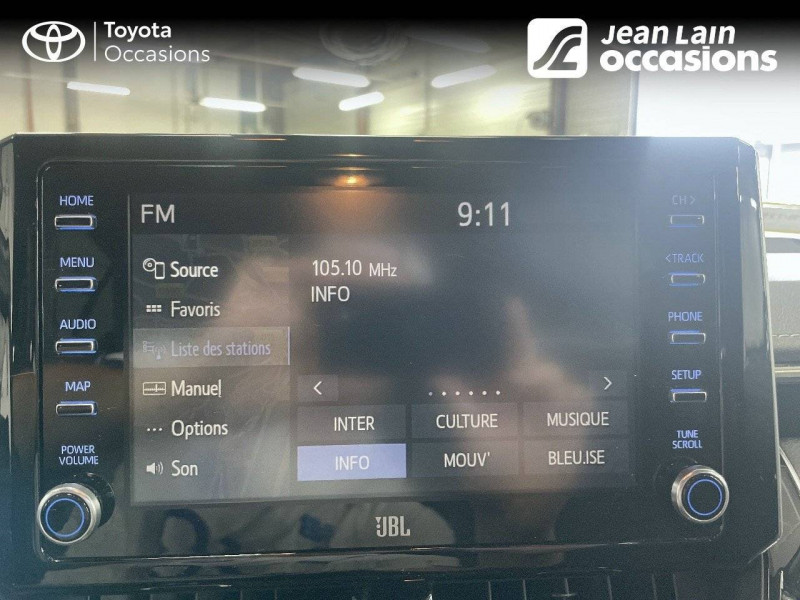 Toyota
Occasions
Jean Lain
occasions
HOME
MENU
AUDIO
MAP
POWER
VOLUME
FM
9:11
Source
Favoris
Liste des stations
Manuel
Options
Son
105.10 MHz
INFO
<
>
INTER
CULTURE
MUSIQUE
INFO
MOUV'
BLEU.ISE
CH >
< TRACK
PHONE
SETUP
TUNE
SCROLL
JBL